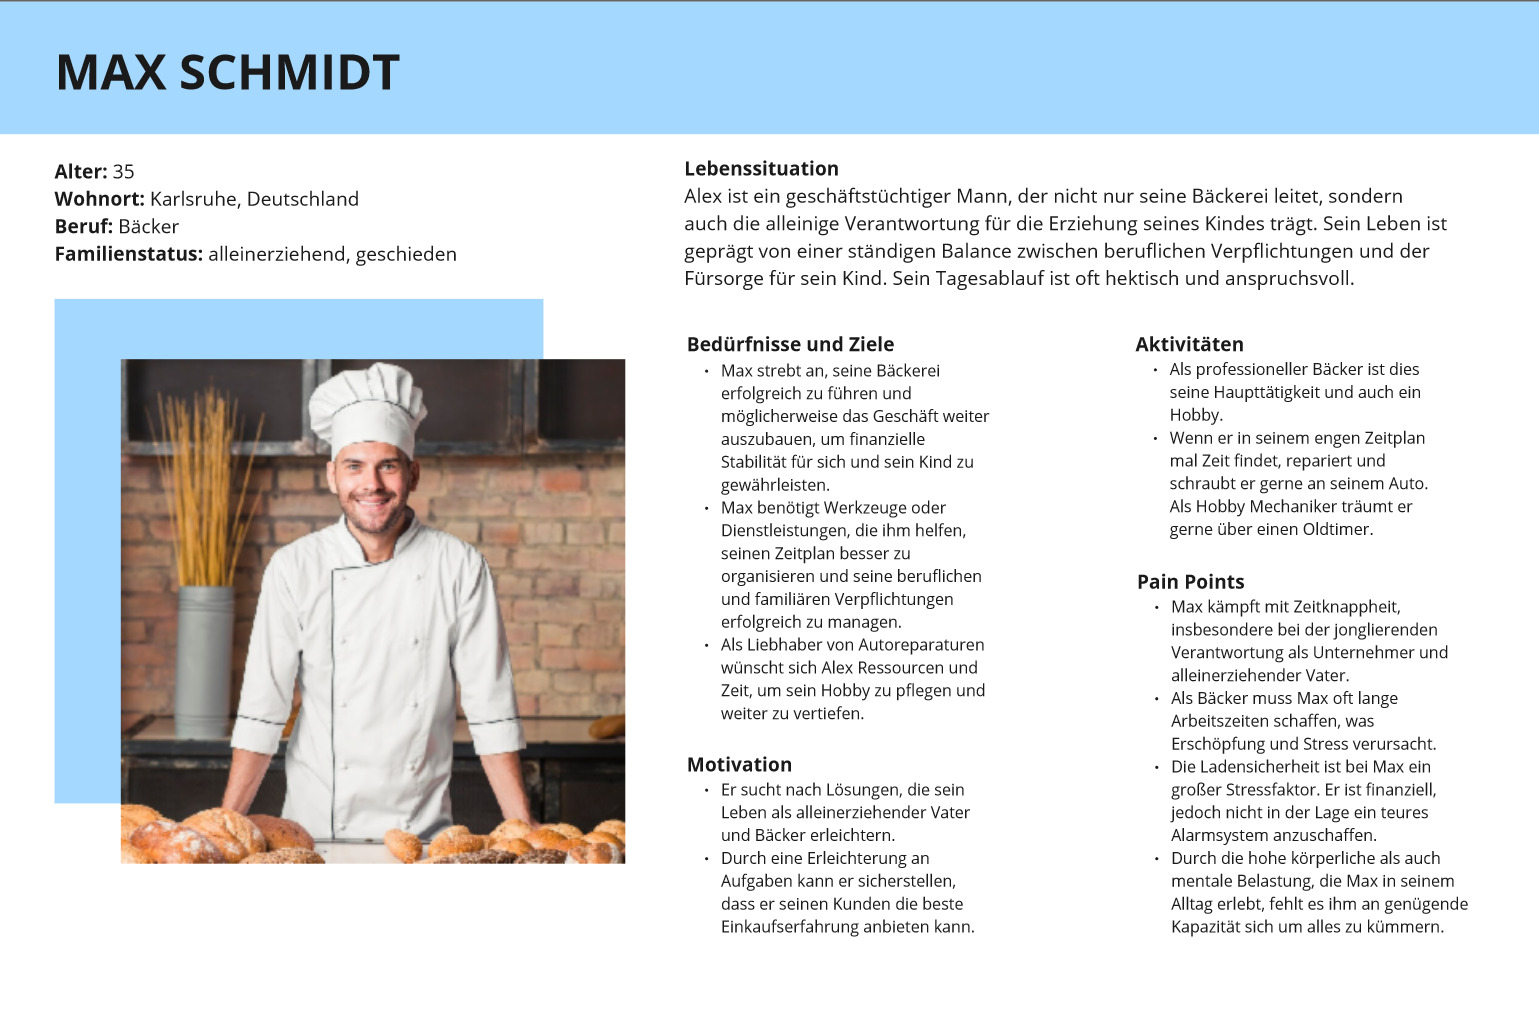 MAX SCHMIDT
Alter: 35
Wohnort: Karlsruhe, Deutschland
Beruf: Bäcker
Familienstatus: alleinerziehend, geschieden
Lebenssituation
Alex ist ein geschäftstüchtiger Mann, der nicht nur seine Bäckerei leitet, sondern
auch die alleinige Verantwortung für die Erziehung seines Kindes trägt. Sein Leben ist
geprägt von einer ständigen Balance zwischen beruflichen Verpflichtungen und der
Fürsorge für sein Kind. Sein Tagesablauf ist oft hektisch und anspruchsvoll.
Bedürfnisse und Ziele
• Max strebt an, seine Bäckerei
erfolgreich zu führen und
möglicherweise das Geschäft weiter
auszubauen, um finanzielle
Stabilität für sich und sein Kind zu
gewährleisten.
• Max benötigt Werkzeuge oder
Dienstleistungen, die ihm helfen,
seinen Zeitplan besser zu
organisieren und seine beruflichen
und familiären Verpflichtungen
erfolgreich zu managen.
• Als Liebhaber von Autoreparaturen
wünscht sich Alex Ressourcen und
Zeit, um sein Hobby zu pflegen und
weiter zu vertiefen.
Motivation
• Er sucht nach Lösungen, die sein
Leben als alleinerziehender Vater
und Bäcker erleichtern.
• Durch eine Erleichterung an
Aufgaben kann er sicherstellen,
dass er seinen Kunden die beste
Einkaufserfahrung anbieten kann.
Aktivitäten
• Als professioneller Bäcker ist dies
seine Haupttätigkeit und auch ein
Hobby.
• Wenn er in seinem engen Zeitplan
mal Zeit findet, repariert und
schraubt er gerne an seinem Auto.
Als Hobby Mechaniker träumt er
gerne über einen Oldtimer.
Pain Points
• Max kämpft mit Zeitknappheit,
insbesondere bei der jonglierenden
Verantwortung als Unternehmer und
alleinerziehender Vater.
• Als Bäcker muss Max oft lange
Arbeitszeiten schaffen, was
Erschöpfung und Stress verursacht.
• Die Ladensicherheit ist bei Max ein
großer Stressfaktor. Er ist finanziell,
jedoch nicht in der Lage ein teures
Alarmsystem anzuschaffen.
• Durch die hohe körperliche als auch
mentale Belastung, die Max in seinem
Alltag erlebt, fehlt es ihm an genügende
Kapazität sich um alles zu kümmern.